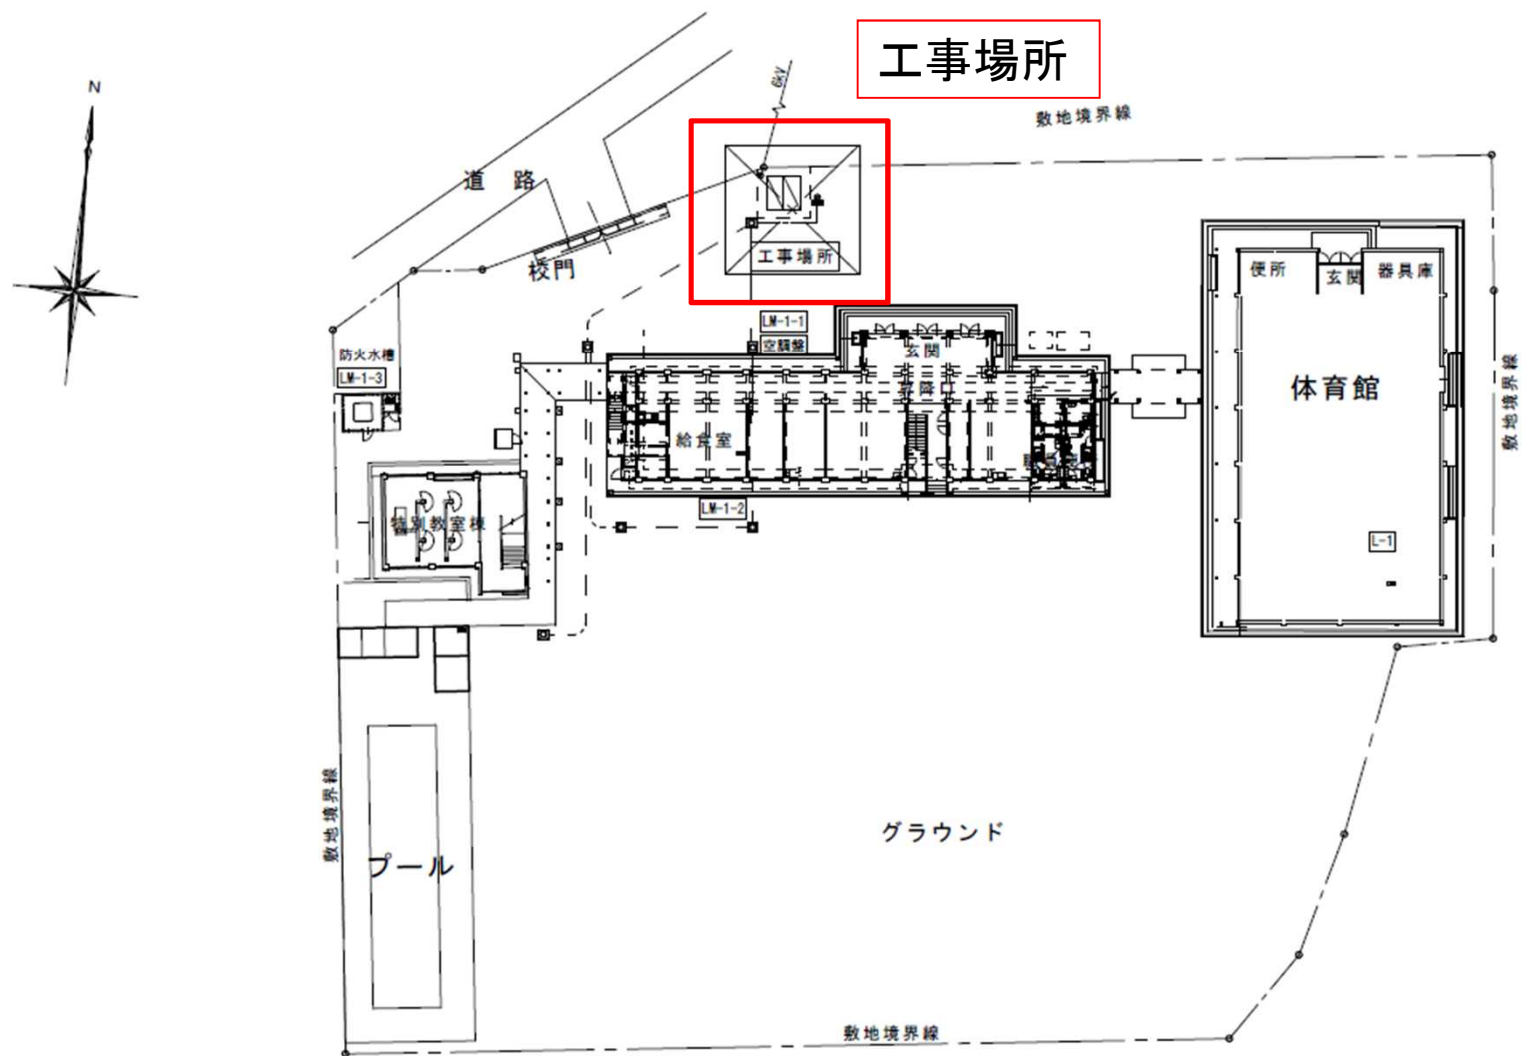 工事場所
N
6kV
敷地境界線
道路
工事場所
校門
便所
玄関
器具庫
LM-1-1
空調盤
玄関
防火水槽
LM-1-3
昇降口
体育館
敷地境界線
給食室
LM-1-2
特別教室棟
L-1
敷地境界線
グラウンド
プール
敷地境界線